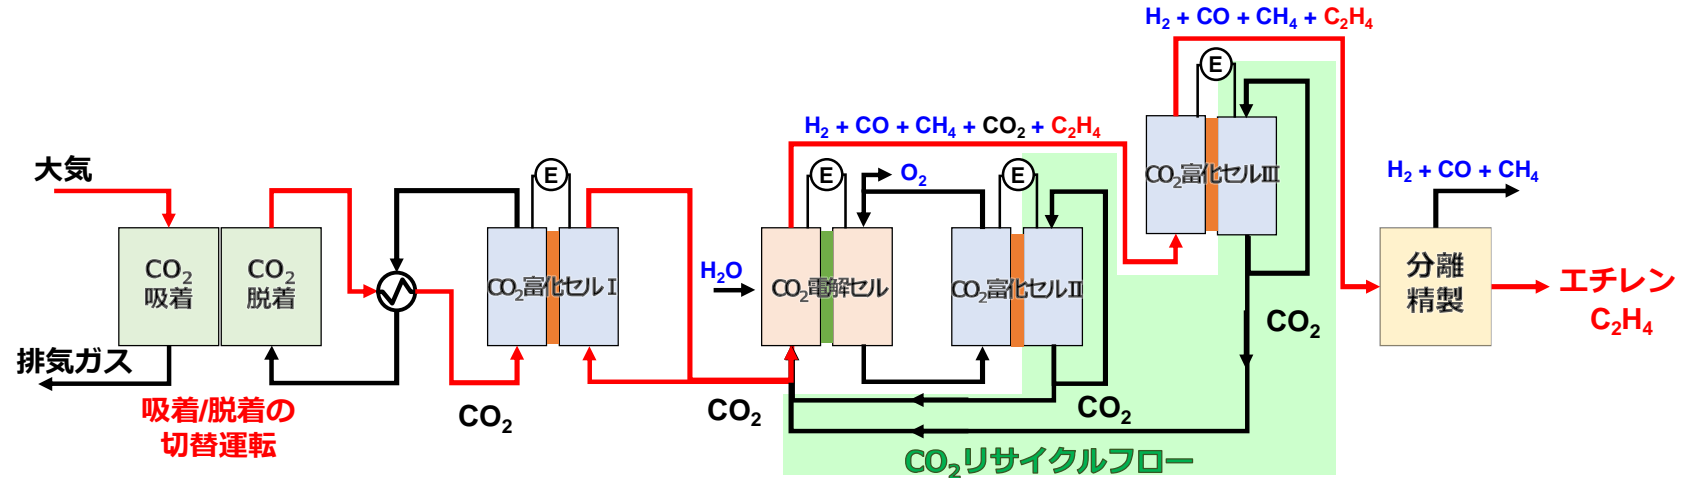 H₂ + CO + CH₄ + C₂H₄
E
H₂ + CO + CH₄ + CO₂ + C₂H₄
大気
E
E
O₂
E
CO₂富化セルⅢ
H₂ + CO + CH₄
CO₂
吸着
CO₂
脱着
CO₂富化セルⅠ
H₂O
CO₂電解セル
CO₂富化セルⅡ
分離
精製
エチレン
C₂H₄
CO₂
排気ガス
吸着/脱着の
切替運転
CO₂
CO₂
CO₂
CO₂リサイクルフロー